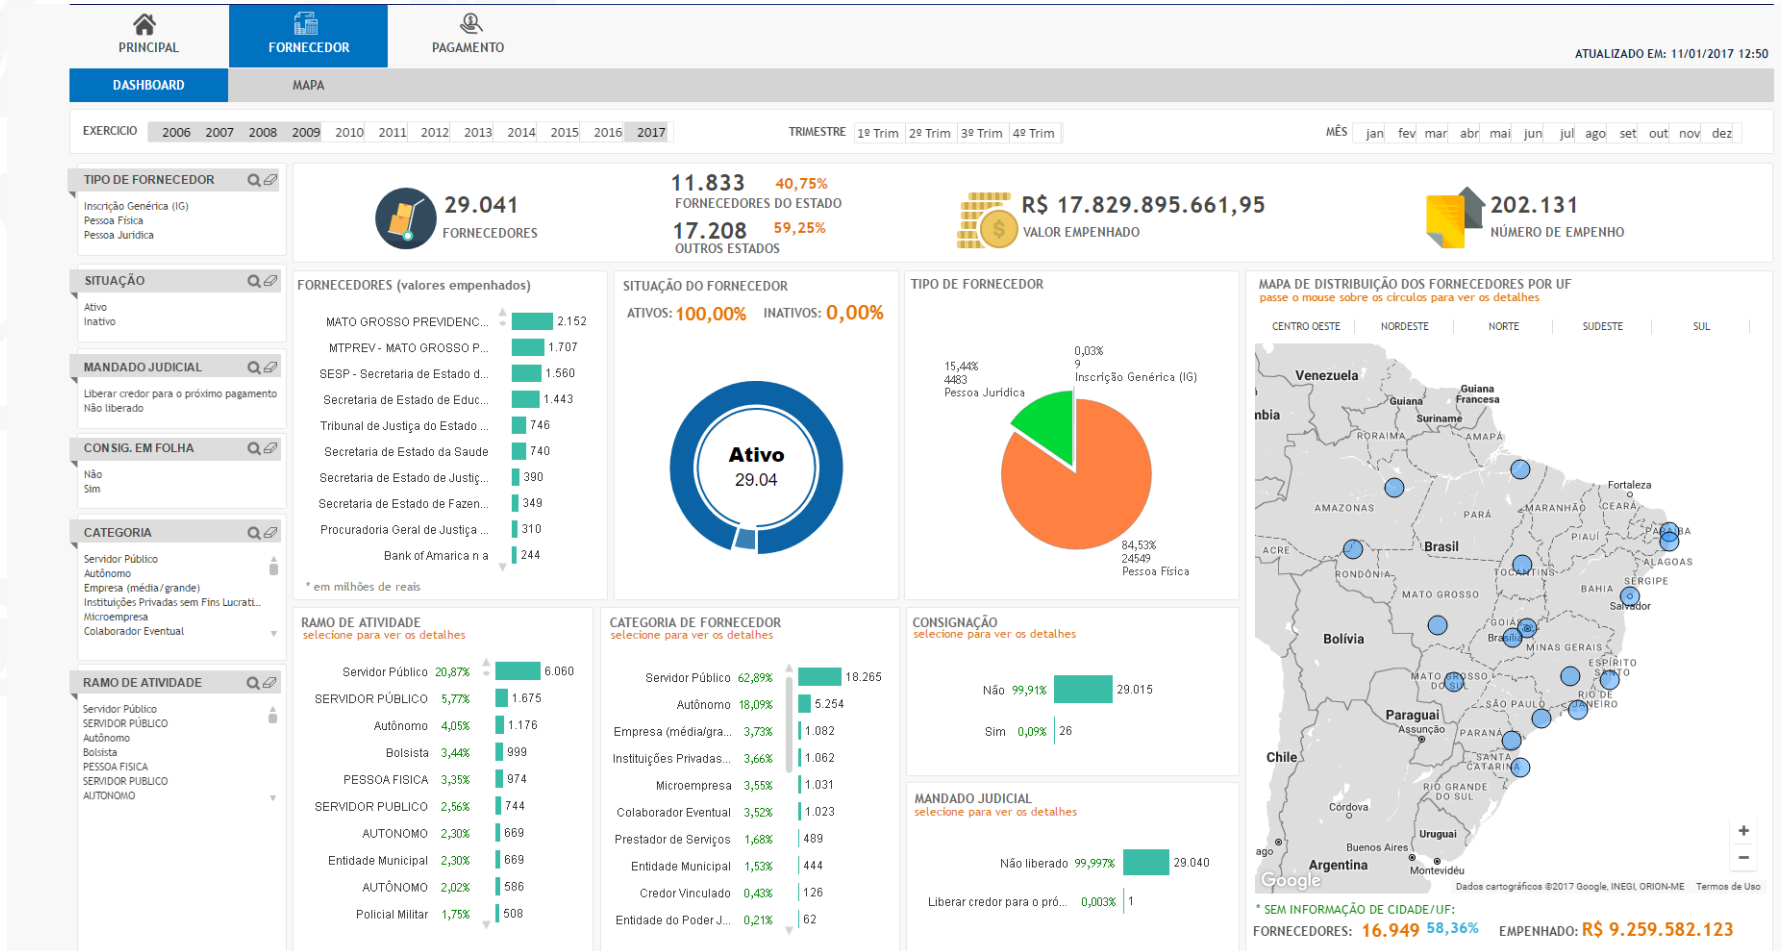 PRINCIPAL
FORNECEDOR
PAGAMENTO
ATUALIZADO EM: 11/01/2017 12:50
DASHBOARD
MAPA
EXERCICIO 2006 2007 2008 2009 2010 2011 2012 2013 2014 2015 2016 2017
TRIMESTRE 1º Trim 2º Trim 3º Trim 4º Trim
MÊS jan fev mar abr mai jun jul ago set out nov dez
TIPO DE FORNECEDOR
Inscrição Genérica (IG)
Pessoa Física
Pessoa Juridica
SITUAÇÃO
Ativo
Inativo
MANDADO JUDICIAL
Liberar credor para o próximo pagamento
Não liberado
CONSIG. EM FOLHA
Não
Sim
CATEGORIA
Servidor Público
Autônomo
Empresa (média/grande)
Instituições Privadas sem Fins Lucrati...
Microempresa
Colaborador Eventual
RAMO DE ATIVIDADE
Servidor Público
SERVIDOR PÚBLICO
Autônomo
Bolsista
PESSOA FISICA
SERVIDOR PUBLICO
AUTONOMO
29.041
FORNECEDORES
11.833 40,75%
FORNECEDORES DO ESTADO
17.208 59,25%
OUTROS ESTADOS
R$ 17.829.895.661,95
VALOR EMPENHADO
202.131
NÚMERO DE EMPENHO
FORNECEDORES (valores empenhados)
MATO GROSSO PREVIDENC... 2.152
MTPREV - MATO GROSSO P... 1.707
SESP - Secretaria de Estado d... 1.560
Secretaria de Estado de Educ... 1.443
Tribunal de Justiça do Estado ... 746
Secretaria de Estado da Saude 740
Secretaria de Estado de Justiç... 390
Secretaria de Estado de Fazen... 349
Procuradoria Geral de Justiça ... 310
Bank of Amarica n a 244
* em milhões de reais
SITUAÇÃO DO FORNECEDOR
ATIVOS: 100,00% INATIVOS: 0,00%
Ativo
29.04
TIPO DE FORNECEDOR
0,03%
9
Inscrição Genérica (IG)
15,44%
4483
Pessoa Juridica
84,53%
24549
Pessoa Física
MAPA DE DISTRIBUIÇÃO DOS FORNECEDORES POR UF
passe o mouse sobre os círculos para ver os detalhes
CENTRO OESTE NORDESTE NORTE SUDESTE SUL
Venezuela
Guiana
Guiana
Francesa
Suriname
mbia
RORAIMA
AMAPÁ
Fortaleza
AMAZONAS
PARÁ
MARANHÃO
CEARÁ
PARAÍBA
PIAUÍ
ACRE
Brasil
ALAGOAS
RONDÔNIA
TOCANTINS
SERGIPE
BAHIA
MATO GROSSO
Salvador
GOIÁS
Brasília
Bolívia
MINAS GERAIS
ESPÍRITO
SANTO
MATO GROSSO
DO SUL
RIO DE
JANEIRO
SÃO PAULO
Paraguai
Assunção
PARANÁ
Chile
SANTA
CATARINA
RIO GRANDE
DO SUL
Córdova
Uruguai
ago
Buenos Aires
Argentina
Montevidéu
+
−
Google
Dados cartográficos ©2017 Google, INEGI, ORION-ME Termos de Uso
* SEM INFORMAÇÃO DE CIDADE/UF:
FORNECEDORES: 16.949 58,36% EMPENHADO: R$ 9.259.582.123
RAMO DE ATIVIDADE
selecione para ver os detalhes
Servidor Público 20,87% 6.060
SERVIDOR PÚBLICO 5,77% 1.675
Autônomo 4,05% 1.176
Bolsista 3,44% 999
PESSOA FISICA 3,35% 974
SERVIDOR PUBLICO 2,56% 744
AUTONOMO 2,30% 669
Entidade Municipal 2,30% 669
AUTÔNOMO 2,02% 586
Policial Militar 1,75% 508
CATEGORIA DE FORNECEDOR
selecione para ver os detalhes
Servidor Público 62,89% 18.265
Autônomo 18,09% 5.254
Empresa (média/gra... 3,73% 1.082
Instituições Privadas... 3,66% 1.062
Microempresa 3,55% 1.031
Colaborador Eventual 3,52% 1.023
Prestador de Serviços 1,68% 489
Entidade Municipal 1,53% 444
Credor Vinculado 0,43% 126
Entidade do Poder J... 0,21% 62
CONSIGNAÇÃO
selecione para ver os detalhes
Não 99,91% 29.015
Sim 0,09% 26
MANDADO JUDICIAL
selecione para ver os detalhes
Não liberado 99,997% 29.040
Liberar credor para o pró... 0,003% 1